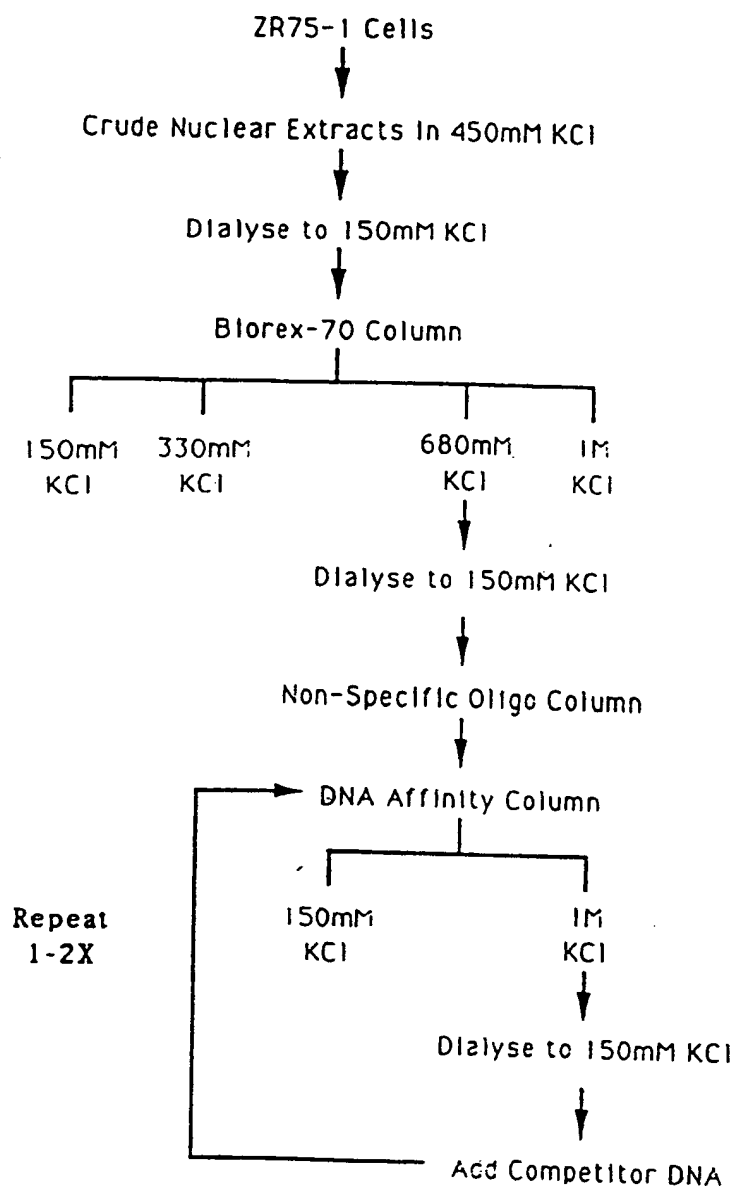 ZR75-1 Cells
Crude Nuclear Extracts In 450mM KCl
Dialyse to 150mM KCl
Biorex-70 Column
150mM 330mM 680mM 1M
KCl KCl KCl KCl
Dialyse to 150mM KCl
Non-Specific Oligo Column
DNA Affinity Column
Repeat 150mM 1M
1-2X KCl KCl
Dialyse to 150mM KCl
Add Competitor DNA